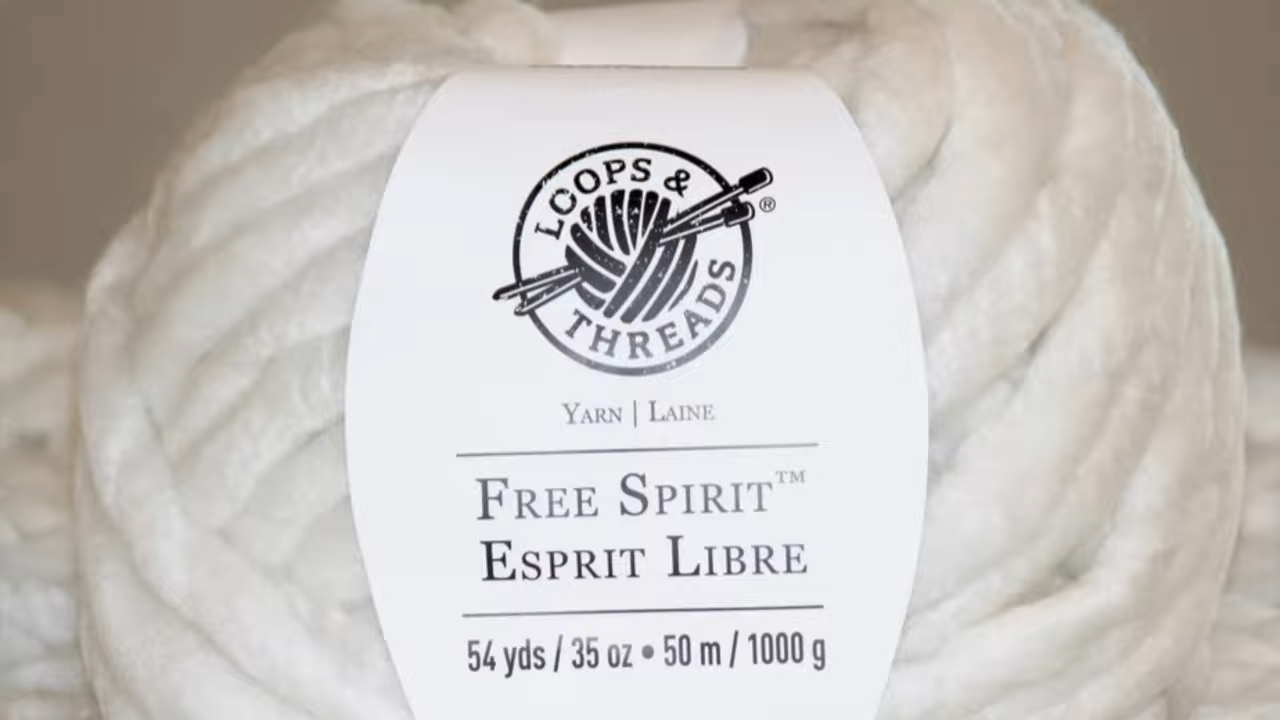 LOOPS &
THREADS
®
YARN | LAINE
FREE SPIRIT™
ESPRIT LIBRE
54 yds / 35 oz • 50 m / 1000 g